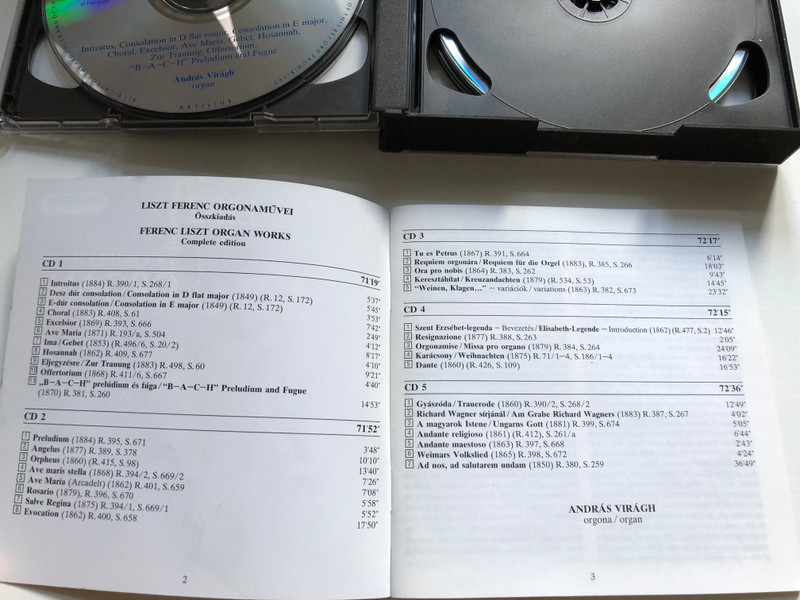 Introitus, Consolation in D flat major, Consolation in E major,
Choral, Excelsior, Ave Maria, Gebet, Hosannah,
Zur Trauung, Offertorium,
"B–A–C–H" Preludium and Fugue
András Virágh
organ
LISZT FERENC ORGONAMŰVEI
Összkiadás
FERENC LISZT ORGAN WORKS
Complete edition
CD 1 71'19"
1 Introitus (1884) R. 390/1, S. 268/1 5'37"
2 Desz dúr consolation / Consolation in D flat major (1849) (R. 12, S. 172) 5'45"
3 E-dúr consolation / Consolation in E major (1849) (R. 12, S. 172) 3'53"
4 Choral (1883) R. 408, S. 61 7'42"
5 Excelsior (1869) R. 393, S. 666 2'49"
6 Ave Maria (1871) R. 193/a, S. 504 4'12"
7 Ima / Gebet (1853) (R. 496/6, S. 20/2) 8'17"
8 Hosannah (1862) R. 409, S. 677 4'10"
9 Eljegyzésre / Zur Trauung (1883) R. 498, S. 60 9'21"
10 Offertorium (1868) R. 411/6, S. 667 4'40"
11 „B–A–C–H" prelúdium és fúga / "B–A–C–H" Preludium and Fugue
(1870) R. 381, S. 260 14'53"
CD 2 71'52"
1 Preludium (1884) R. 395, S. 671 3'48"
2 Angelus (1877) R. 389, S. 378 10'10"
3 Orpheus (1860) (R. 415, S. 98) 13'40"
4 Ave maris stella (1868) R. 394/2, S. 669/2 7'26"
5 Ave Maria (Arcadelt) (1862) R. 401, S. 659 7'08"
6 Rosario (1879), R. 396, S. 670 5'58"
7 Salve Regina (1875) R. 394/1, S. 669/1 5'52"
8 Evocation (1862) R. 400, S. 658 17'50"
2
CD 3 72'17"
1 Tu es Petrus (1867) R. 391, S. 664 6'14"
2 Requiem orgonára / Requiem für die Orgel (1883), R. 385, S. 266 18'03"
3 Ora pro nobis (1864) R. 383, S. 262 9'43"
4 Keresztáhítat / Kreuzandachten (1879) (R. 534, S. 53) 14'45"
5 "Weinen, Klagen…" – variációk / variations (1863) R. 382, S. 673 23'32"
CD 4 72'15"
1 Szent Erzsébet-legenda – Bevezetés / Elisabeth-Legende – Introduction (1862) (R. 477, S. 2) 12'46"
2 Resignazione (1877) R. 388, S. 263 2'05"
3 Orgonamise / Missa pro organo (1879) R. 384, S. 264 24'09"
4 Karácsony / Weihnachten (1875) R. 71/1–4, S. 186/1–4 16'22"
5 Dante (1860) (R. 426, S. 109) 16'53"
CD 5 72'36"
1 Gyászóda / Trauerode (1860) R. 390/2, S. 268/2 12'49"
2 Richard Wagner sírjánál / Am Grabe Richard Wagners (1883) R. 387, S. 267 4'02"
3 A magyarok Istene / Ungarns Gott (1881) R. 399, S. 674 5'05"
4 Andante religioso (1861) (R. 412), S. 261/a 6'44"
5 Andante maestoso (1863) R. 397, S. 668 2'43"
6 Weimars Volkslied (1865) R. 398, S. 672 4'24"
7 Ad nos, ad salutarem undam (1850) R. 380, S. 259 36'49"
ANDRÁS VIRÁGH
orgona / organ
3